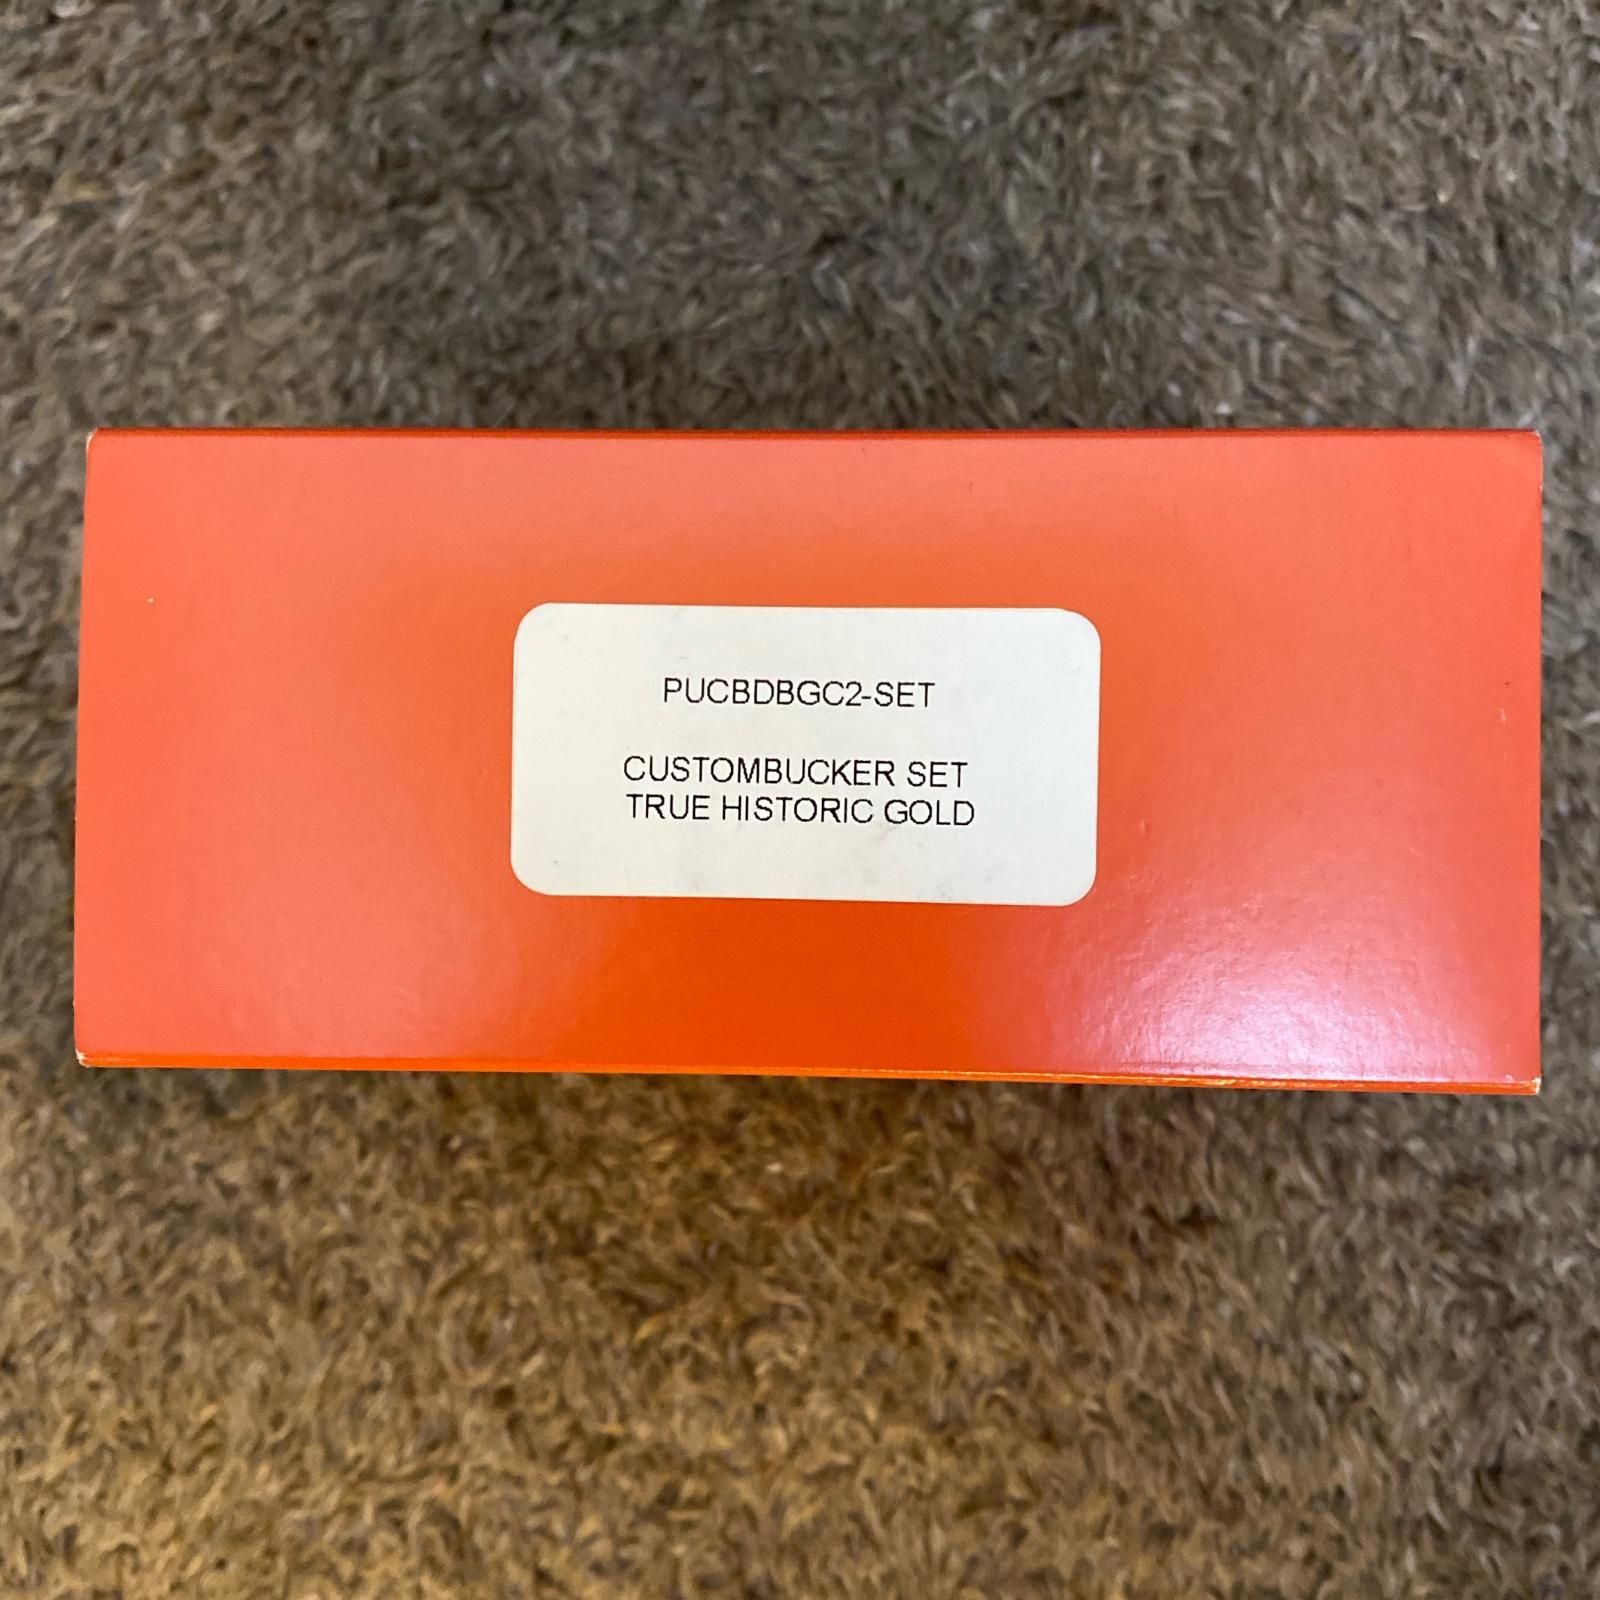 PUCBDBGC2-SET
CUSTOMBUCKER SET
TRUE HISTORIC GOLD